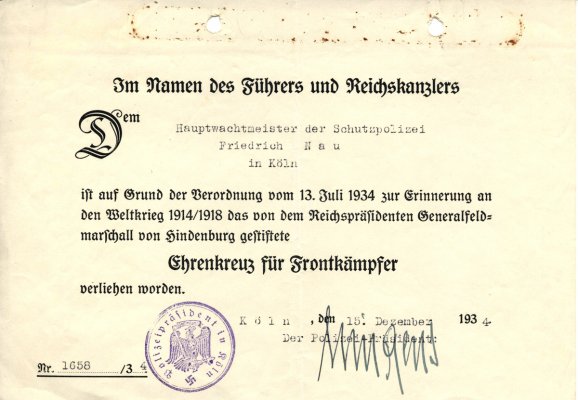 Im Namen des Führers und Reichskanzlers
Dem
Hauptwachtmeister der Schutzpolizei
Friedrich Nau
in Köln
ist auf Grund der Verordnung vom 13. Juli 1934 zur Erinnerung an
den Weltkrieg 1914/1918 das von dem Reichspräsidenten Generalfeld-
marschall von Hindenburg gestiftete
Ehrenkreuz für Frontkämpfer
verliehen worden.
Köln, den 15. Dezember 1934
Der Polizei-Präsident:
Polizeipräsident in Köln
Nr. 1658 /34